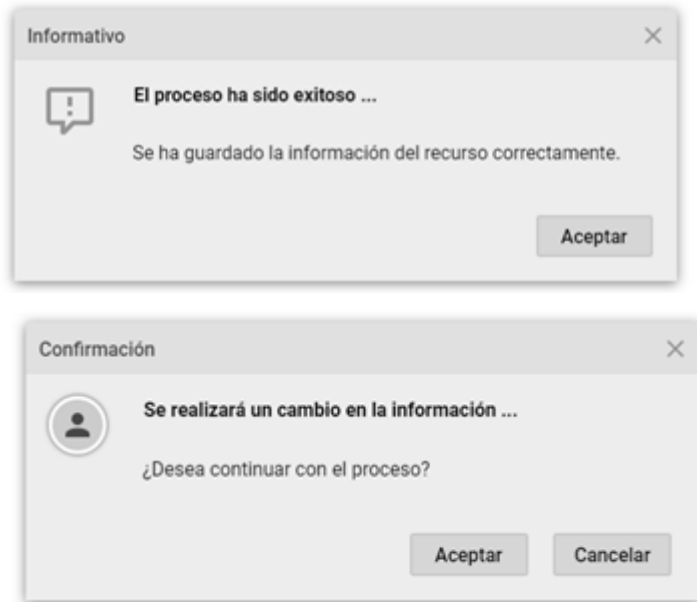 Informativo
El proceso ha sido exitoso ...
Se ha guardado la información del recurso correctamente.
Aceptar
Confirmación
Se realizará un cambio en la información ...
¿Desea continuar con el proceso?
Aceptar Cancelar